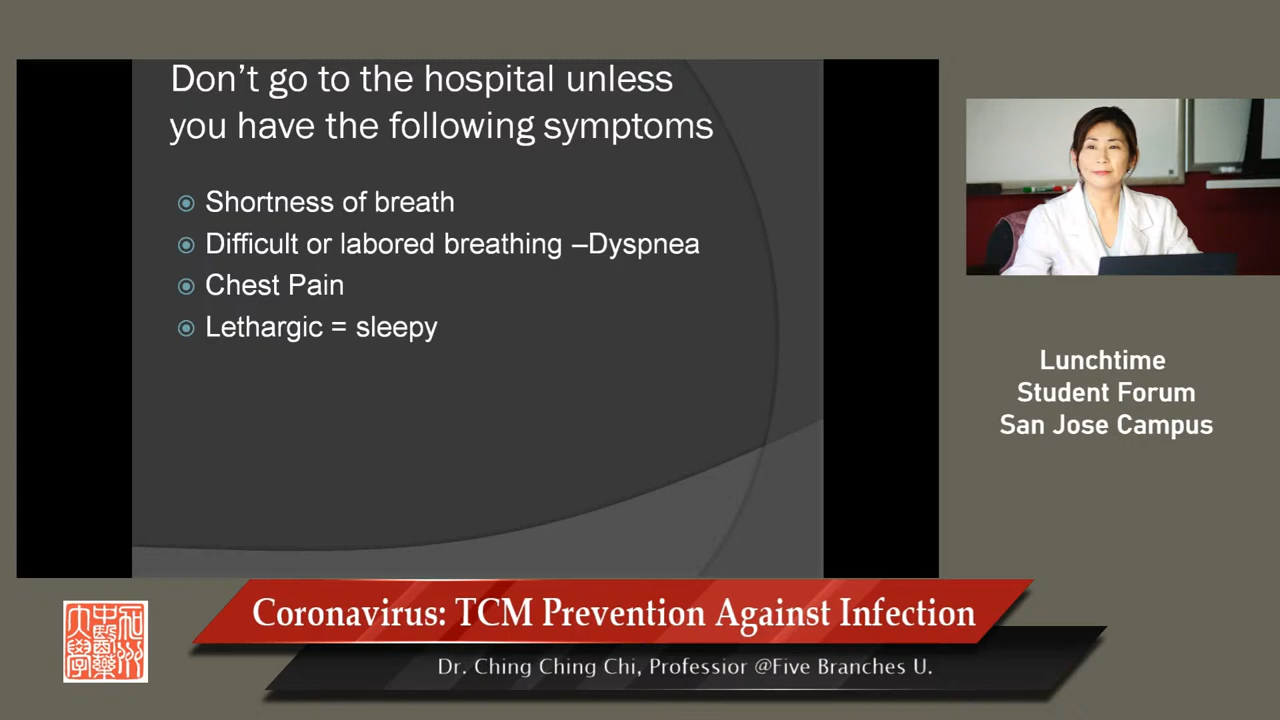 Don’t go to the hospital unless
you have the following symptoms
Shortness of breath
Difficult or labored breathing –Dyspnea
Chest Pain
Lethargic = sleepy
Lunchtime
Student Forum
San Jose Campus
Coronavirus: TCM Prevention Against Infection
Dr. Ching Ching Chi, Professior @Five Branches U.